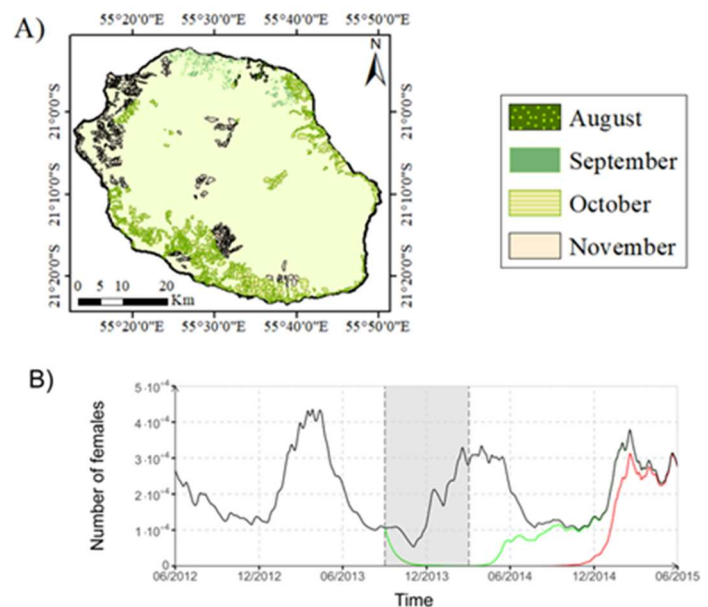 A)
55°20'0"E 55°30'0"E 55°40'0"E 55°50'0"E
N
21°0'0"S
21°10'0"S
21°20'0"S
21°0'0"S
21°10'0"S
21°20'0"S
0 5 10 20
Km
55°20'0"E 55°30'0"E 55°40'0"E 55°50'0"E
August
September
October
November
B)
Number of females
5·10⁻⁴
4·10⁻⁴
3·10⁻⁴
2·10⁻⁴
1·10⁻⁴
0
06/2012 12/2012 06/2013 12/2013 06/2014 12/2014 06/2015
Time